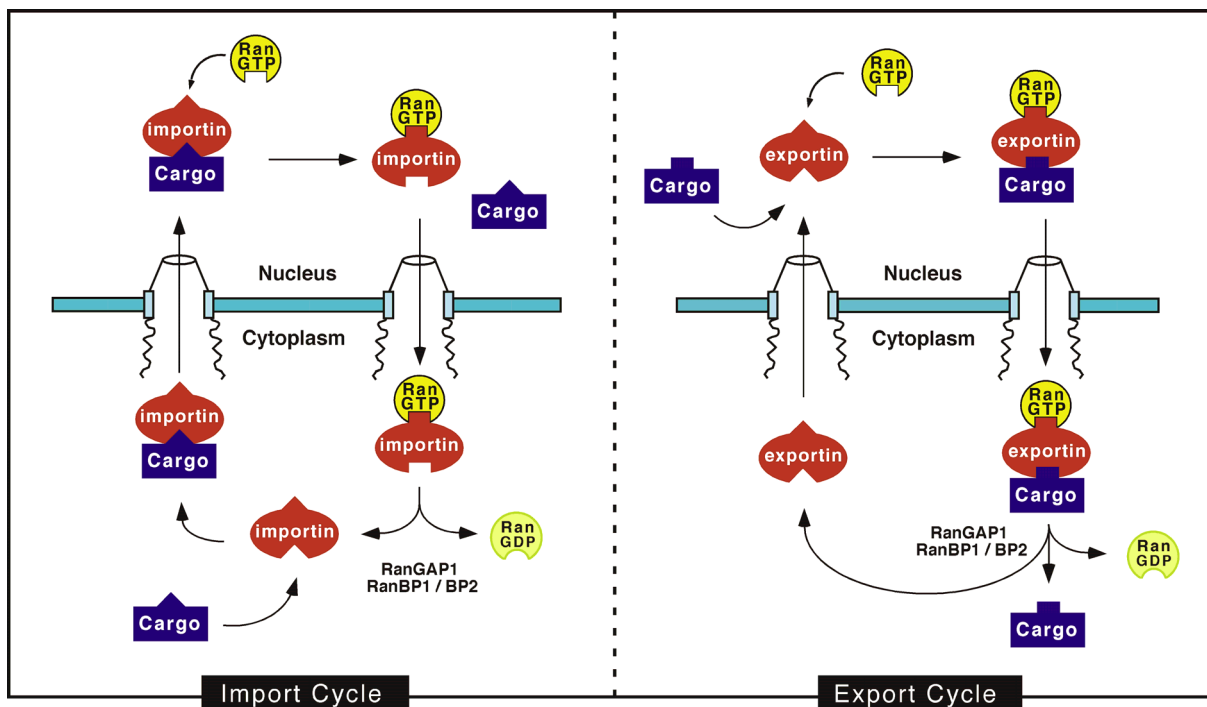 Ran
GTP
importin
Cargo
Ran
GTP
importin
Cargo
Nucleus
Cytoplasm
importin
Cargo
Ran
GTP
importin
importin
Ran
GDP
RanGAP1
RanBP1 / BP2
Cargo
Import Cycle
Ran
GTP
exportin
Cargo
Ran
GTP
exportin
Cargo
Nucleus
Cytoplasm
exportin
Ran
GTP
exportin
Cargo
RanGAP1
RanBP1 / BP2
Ran
GDP
Cargo
Export Cycle